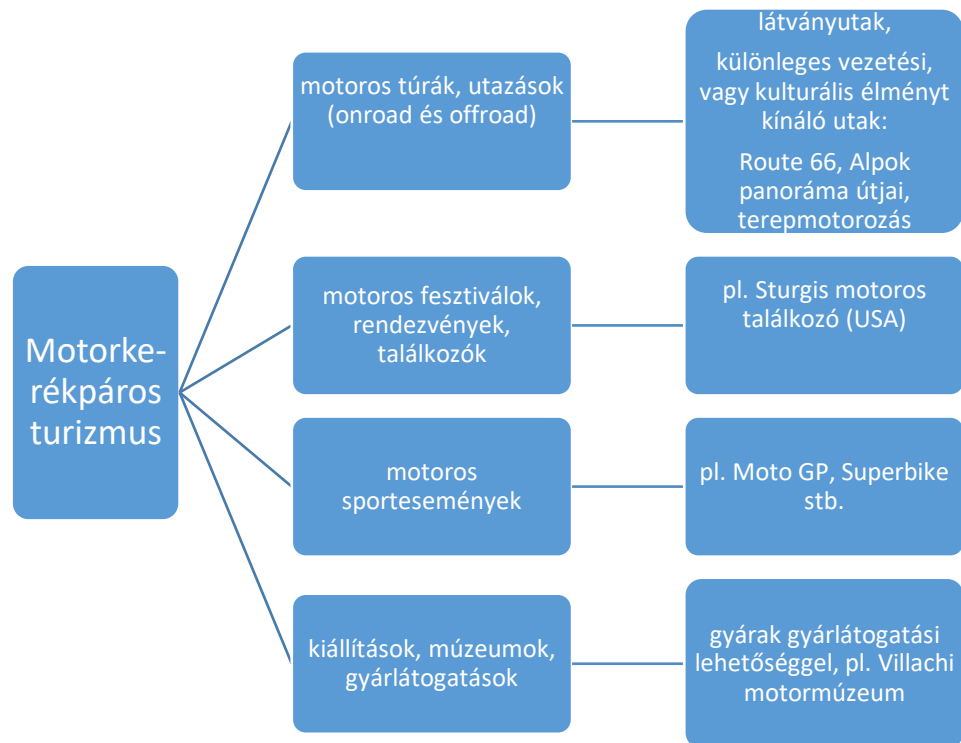 Motorke-
rékpáros
turizmus
motoros túrák, utazások
(onroad és offroad)
látványutak,
különleges vezetési,
vagy kulturális élményt
kínáló utak:
Route 66, Alpok
panoráma útjai,
terepmotorozás
motoros fesztiválok,
rendezvények,
találkozók
pl. Sturgis motoros
találkozó (USA)
motoros
sportesemények
pl. Moto GP, Superbike
stb.
kiállítások, múzeumok,
gyárlátogatások
gyárak gyárlátogatási
lehetőséggel, pl. Villachi
motormúzeum